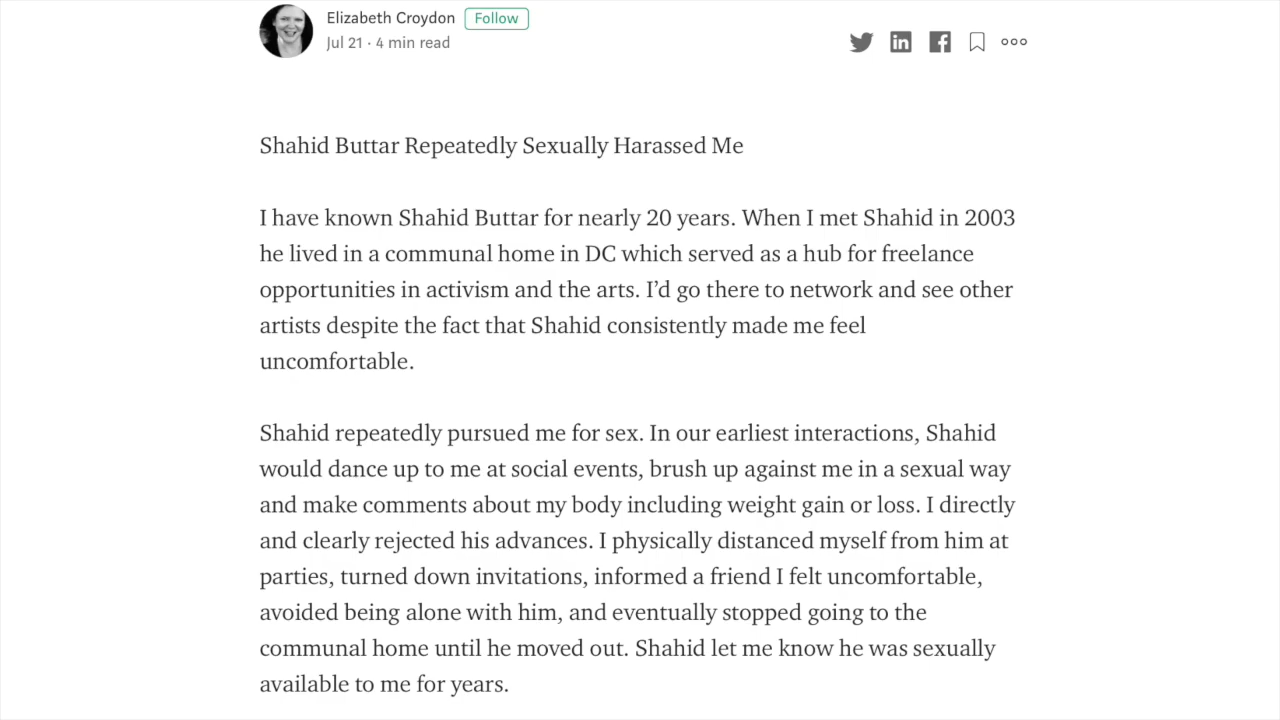 Elizabeth Croydon Follow
Jul 21 · 4 min read
Shahid Buttar Repeatedly Sexually Harassed Me
I have known Shahid Buttar for nearly 20 years. When I met Shahid in 2003
he lived in a communal home in DC which served as a hub for freelance
opportunities in activism and the arts. I’d go there to network and see other
artists despite the fact that Shahid consistently made me feel
uncomfortable.
Shahid repeatedly pursued me for sex. In our earliest interactions, Shahid
would dance up to me at social events, brush up against me in a sexual way
and make comments about my body including weight gain or loss. I directly
and clearly rejected his advances. I physically distanced myself from him at
parties, turned down invitations, informed a friend I felt uncomfortable,
avoided being alone with him, and eventually stopped going to the
communal home until he moved out. Shahid let me know he was sexually
available to me for years.